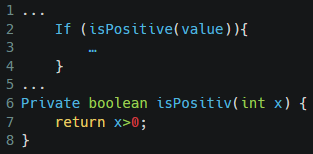 1 ...
2     If (isPositive(value)){
3         …
4     }
5 ...
6 Private boolean isPositiv(int x) {
7     return x>0;
8 }